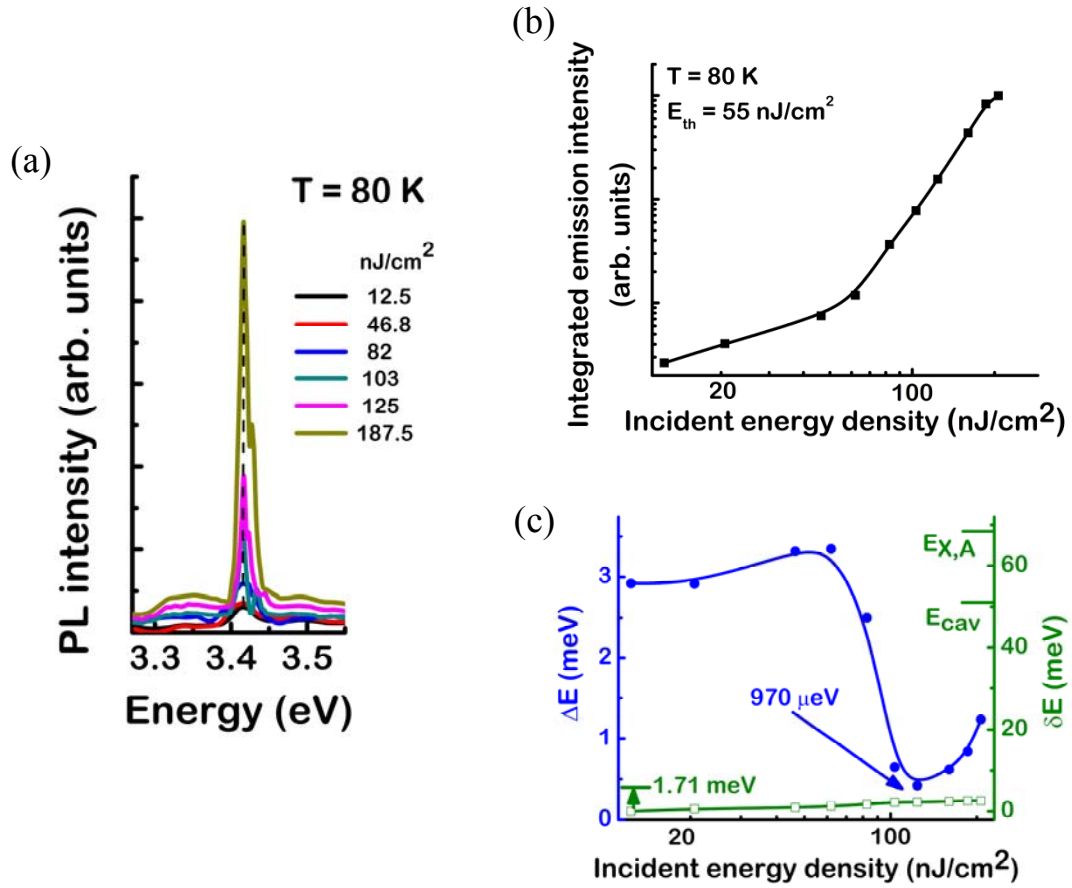 (a)
PL intensity (arb. units)
T = 80 K
nJ/cm²
12.5
46.8
82
103
125
187.5
3.3
3.4
3.5
Energy (eV)
(b)
Integrated emission intensity
(arb. units)
T = 80 K
E_th = 55 nJ/cm²
20
100
Incident energy density (nJ/cm²)
(c)
ΔE (meV)
3
2
1
0
E_X,A
E_cav
970 μeV
1.71 meV
60
40
20
0
δE (meV)
20
100
Incident energy density (nJ/cm²)